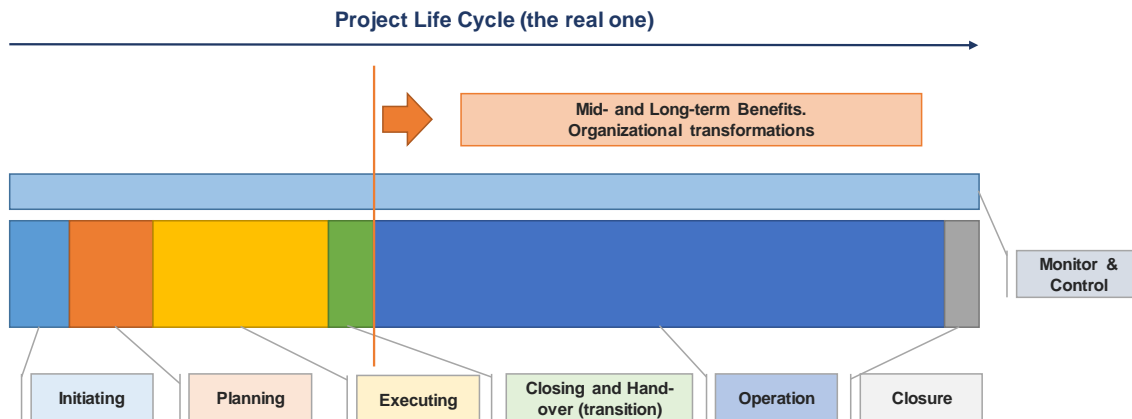 Project Life Cycle (the real one)
Mid- and Long-term Benefits.
Organizational transformations
Monitor &
Control
Initiating
Planning
Executing
Closing and Hand-
over (transition)
Operation
Closure